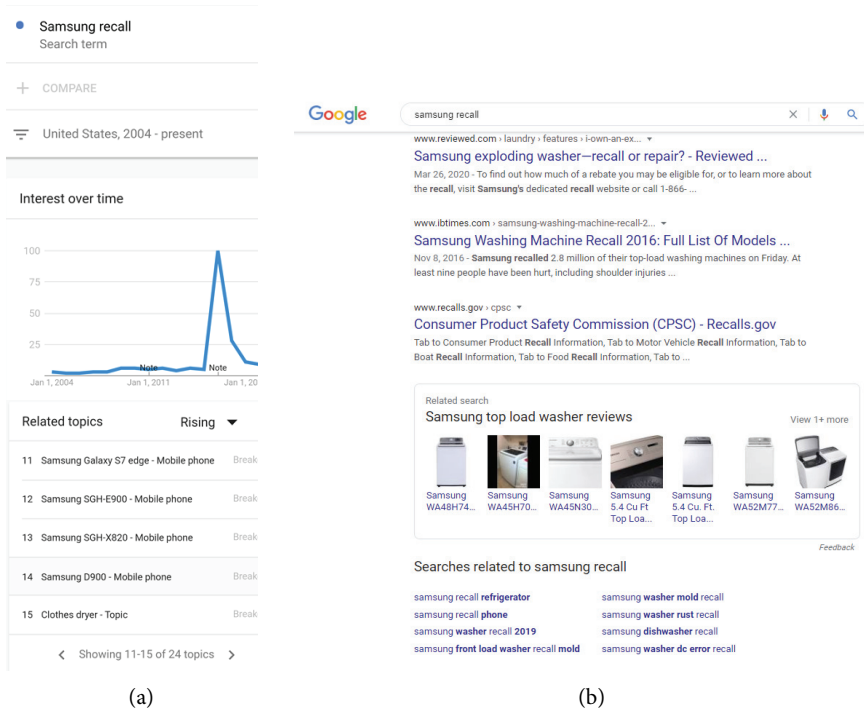 Samsung recall
Search term
COMPARE
United States, 2004 - present
Interest over time
100
75
50
25
Note
Note
Jan 1, 2004
Jan 1, 2011
Jan 1, 20
Related topics
Rising
11 Samsung Galaxy S7 edge - Mobile phone Break
12 Samsung SGH-E900 - Mobile phone Break
13 Samsung SGH-X820 - Mobile phone Break
14 Samsung D900 - Mobile phone Break
15 Clothes dryer - Topic Break
Showing 11-15 of 24 topics
(a)
Google
samsung recall
www.reviewed.com › laundry › features › i-own-an-ex...
Samsung exploding washer—recall or repair? - Reviewed ...
Mar 26, 2020 - To find out how much of a rebate you may be eligible for, or to learn more about
the recall, visit Samsung's dedicated recall website or call 1-866- ...
www.ibtimes.com › samsung-washing-machine-recall-2...
Samsung Washing Machine Recall 2016: Full List Of Models ...
Nov 8, 2016 - Samsung recalled 2.8 million of their top-load washing machines on Friday. At
least nine people have been hurt, including shoulder injuries ...
www.recalls.gov › cpsc
Consumer Product Safety Commission (CPSC) - Recalls.gov
Tab to Consumer Product Recall Information, Tab to Motor Vehicle Recall Information, Tab to
Boat Recall Information, Tab to Food Recall Information, Tab to ...
Related search
Samsung top load washer reviews
View 1+ more
Samsung WA48H74...
Samsung WA45H70...
Samsung WA45N30...
Samsung 5.4 Cu Ft Top Loa...
Samsung 5.4 Cu. Ft. Top Loa...
Samsung WA52M77...
Samsung WA52M86...
Feedback
Searches related to samsung recall
samsung recall refrigerator
samsung recall phone
samsung washer recall 2019
samsung front load washer recall mold
samsung washer mold recall
samsung washer rust recall
samsung dishwasher recall
samsung washer dc error recall
(b)